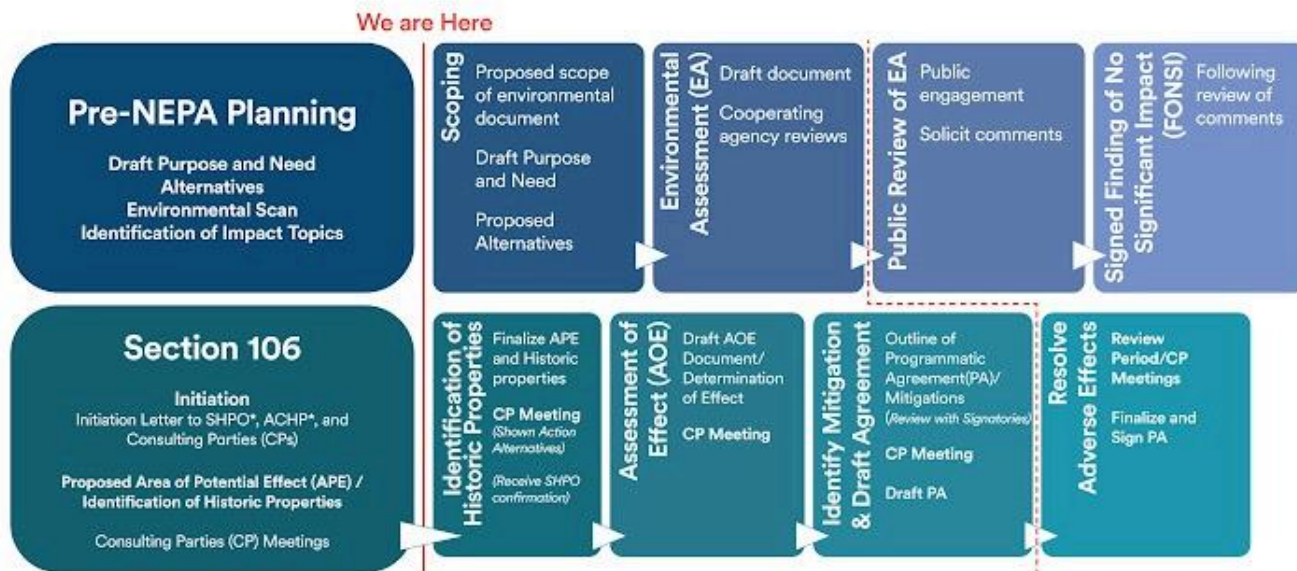 We are Here
Pre-NEPA Planning
Draft Purpose and Need
Alternatives
Environmental Scan
Identification of Impact Topics
Scoping
Proposed scope
of environmental
document
Draft Purpose
and Need
Proposed
Alternatives
Environmental
Assessment (EA)
Draft document
Cooperating
agency reviews
Public Review of EA
Public
engagement
Solicit comments
Signed Finding of No
Significant Impact
(FONSI)
Following
review of
comments
Section 106
Initiation
Initiation Letter to SHPO*, ACHP*, and
Consulting Parties (CPs)
Proposed Area of Potential Effect (APE) /
Identification of Historic Properties
Consulting Parties (CP) Meetings
Identification of
Historic Properties
Finalize APE
and Historic
properties
CP Meeting
(Shown Action
Alternatives)
(Receive SHPO
confirmation)
Assessment of
Effect (AOE)
Draft AOE
Document/
Determination
of Effect
CP Meeting
Identify Mitigation
& Draft Agreement
Outline of
Programmatic
Agreement(PA)/
Mitigations
(Review with Signatories)
CP Meeting
Draft PA
Resolve
Adverse Effects
Review
Period/CP
Meetings
Finalize and
Sign PA